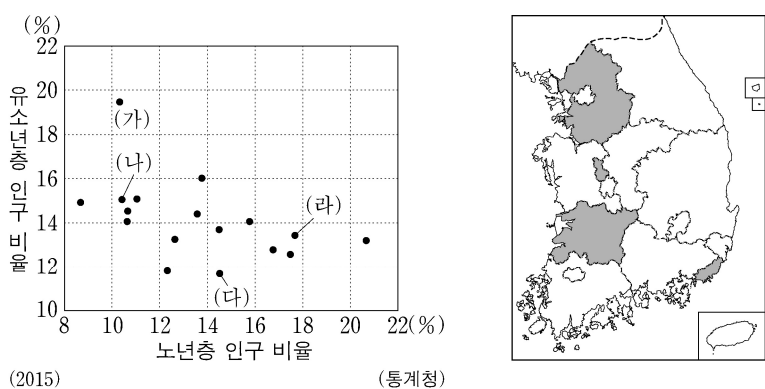 (%)
22
20
18
16
14
12
10
유소년층 인구 비율
(가)
(나)
(라)
(다)
8 10 12 14 16 18 20 22(%)
노년층 인구 비율
(2015) (통계청)